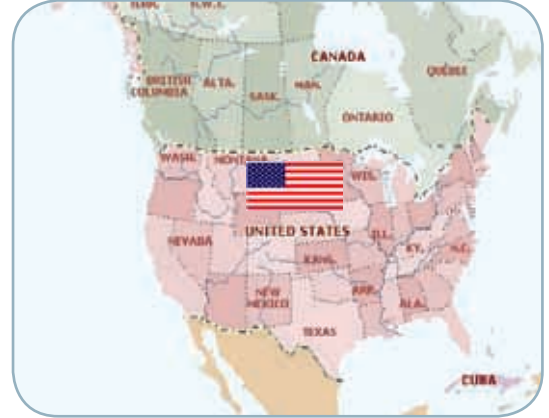 YUK.
N.W.T.
CANADA
BRITISH
COLUMBIA
ALTA.
SASK.
MAN.
QUÉBEC
ONTARIO
WASH.
MONTANA
WIS.
UNITED STATES
NEVADA
ILL.
KANS.
KY.
N.C.
NEW
MEXICO
ARK.
ALA.
TEXAS
CUBA